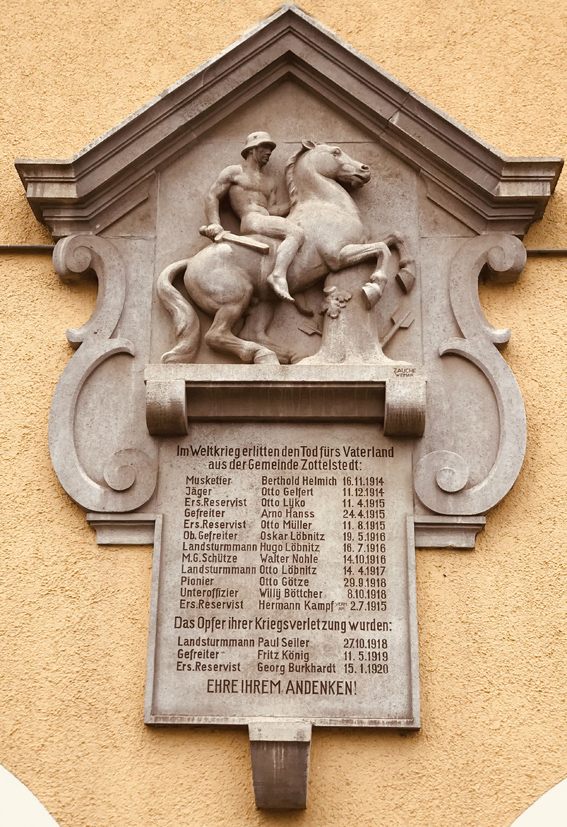 ZAUCHE
WEIMAR
Im Weltkrieg erlitten den Tod fürs Vaterland
aus der Gemeinde Zottelstedt:
Musketier Berthold Helmich 16.11.1914
Jäger Otto Gelfert 11.12.1914
Ers.Reservist Otto Lyko 11.4.1915
Gefreiter Arno Hanss 24.4.1915
Ers.Reservist Otto Müller 11.8.1915
Ob.Gefreiter Oskar Löbnitz 19.5.1916
Landsturmmann Hugo Löbnitz 16.7.1916
M.G.Schütze Walter Nohle 14.10.1916
Landsturmmann Otto Löbnitz 14.4.1917
Pionier Otto Götze 29.9.1918
Unteroffizier Willy Böttcher 8.10.1918
Ers.Reservist Hermann Kampf 2.7.1915
Das Opfer ihrer Kriegsverletzung wurden:
Landsturmmann Paul Seiler 27.10.1918
Gefreiter Fritz König 11.5.1919
Ers.Reservist Georg Burkhardt 15.1.1920
EHRE IHREM ANDENKEN!